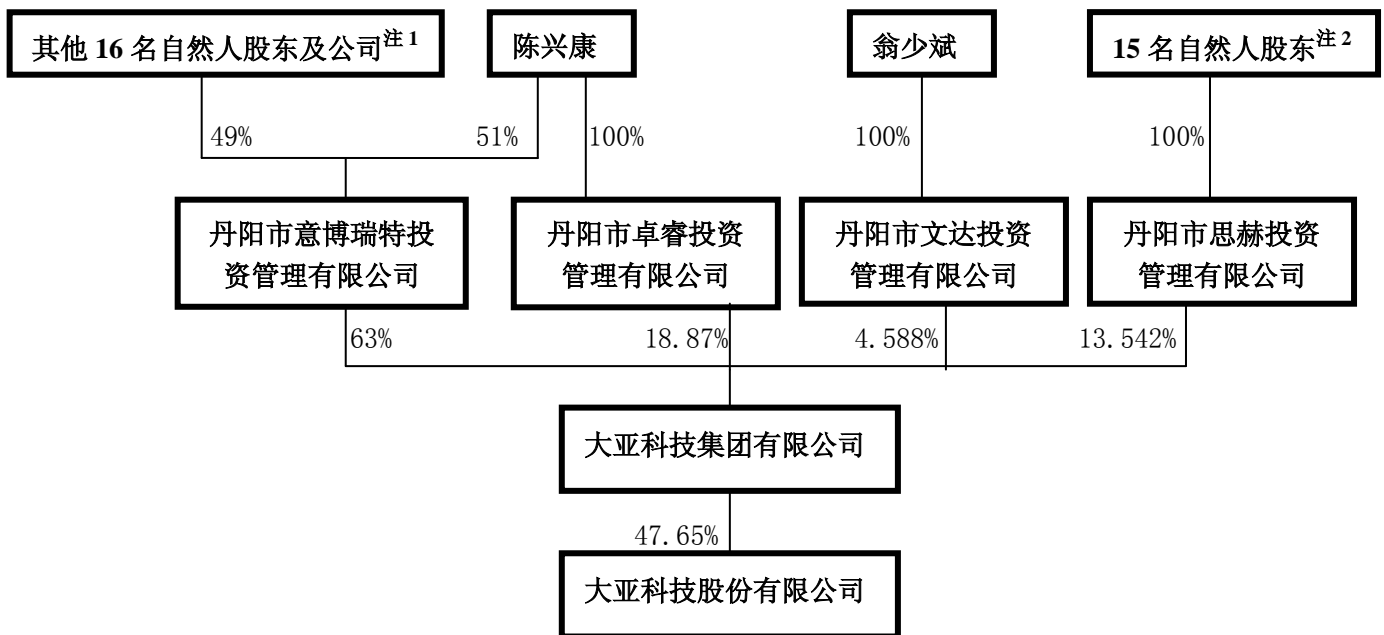 其他 16 名自然人股东及公司注 1
陈兴康
翁少斌
15 名自然人股东注 2
49%
51%
100%
100%
100%
丹阳市意博瑞特投
资管理有限公司
丹阳市卓睿投资
管理有限公司
丹阳市文达投资
管理有限公司
丹阳市思赫投资
管理有限公司
63%
18.87%
4.588%
13.542%
大亚科技集团有限公司
47.65%
大亚科技股份有限公司